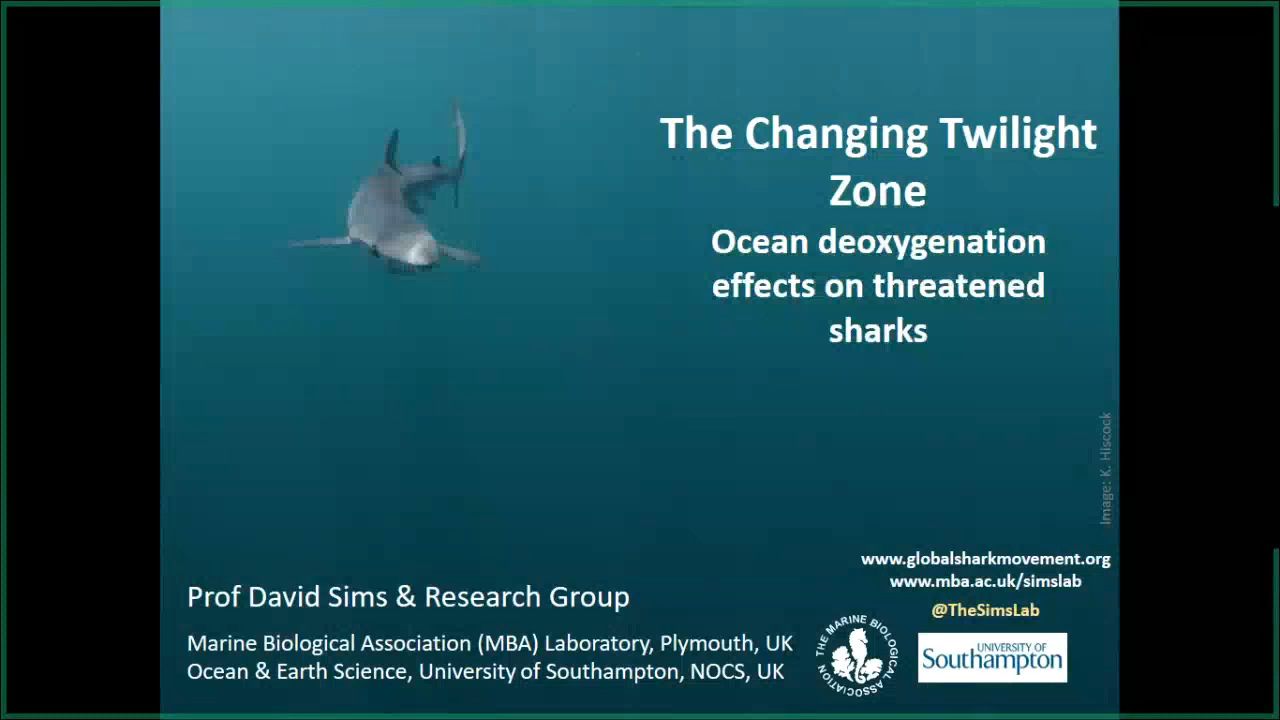 The Changing Twilight
Zone
Ocean deoxygenation
effects on threatened
sharks
Image: K. Hiscock
www.globalsharkmovement.org
www.mba.ac.uk/simslab
@TheSimsLab
Prof David Sims & Research Group
Marine Biological Association (MBA) Laboratory, Plymouth, UK
Ocean & Earth Science, University of Southampton, NOCS, UK
THE MARINE BIOLOGICAL ASSOCIATION
UNIVERSITY OF
Southampton